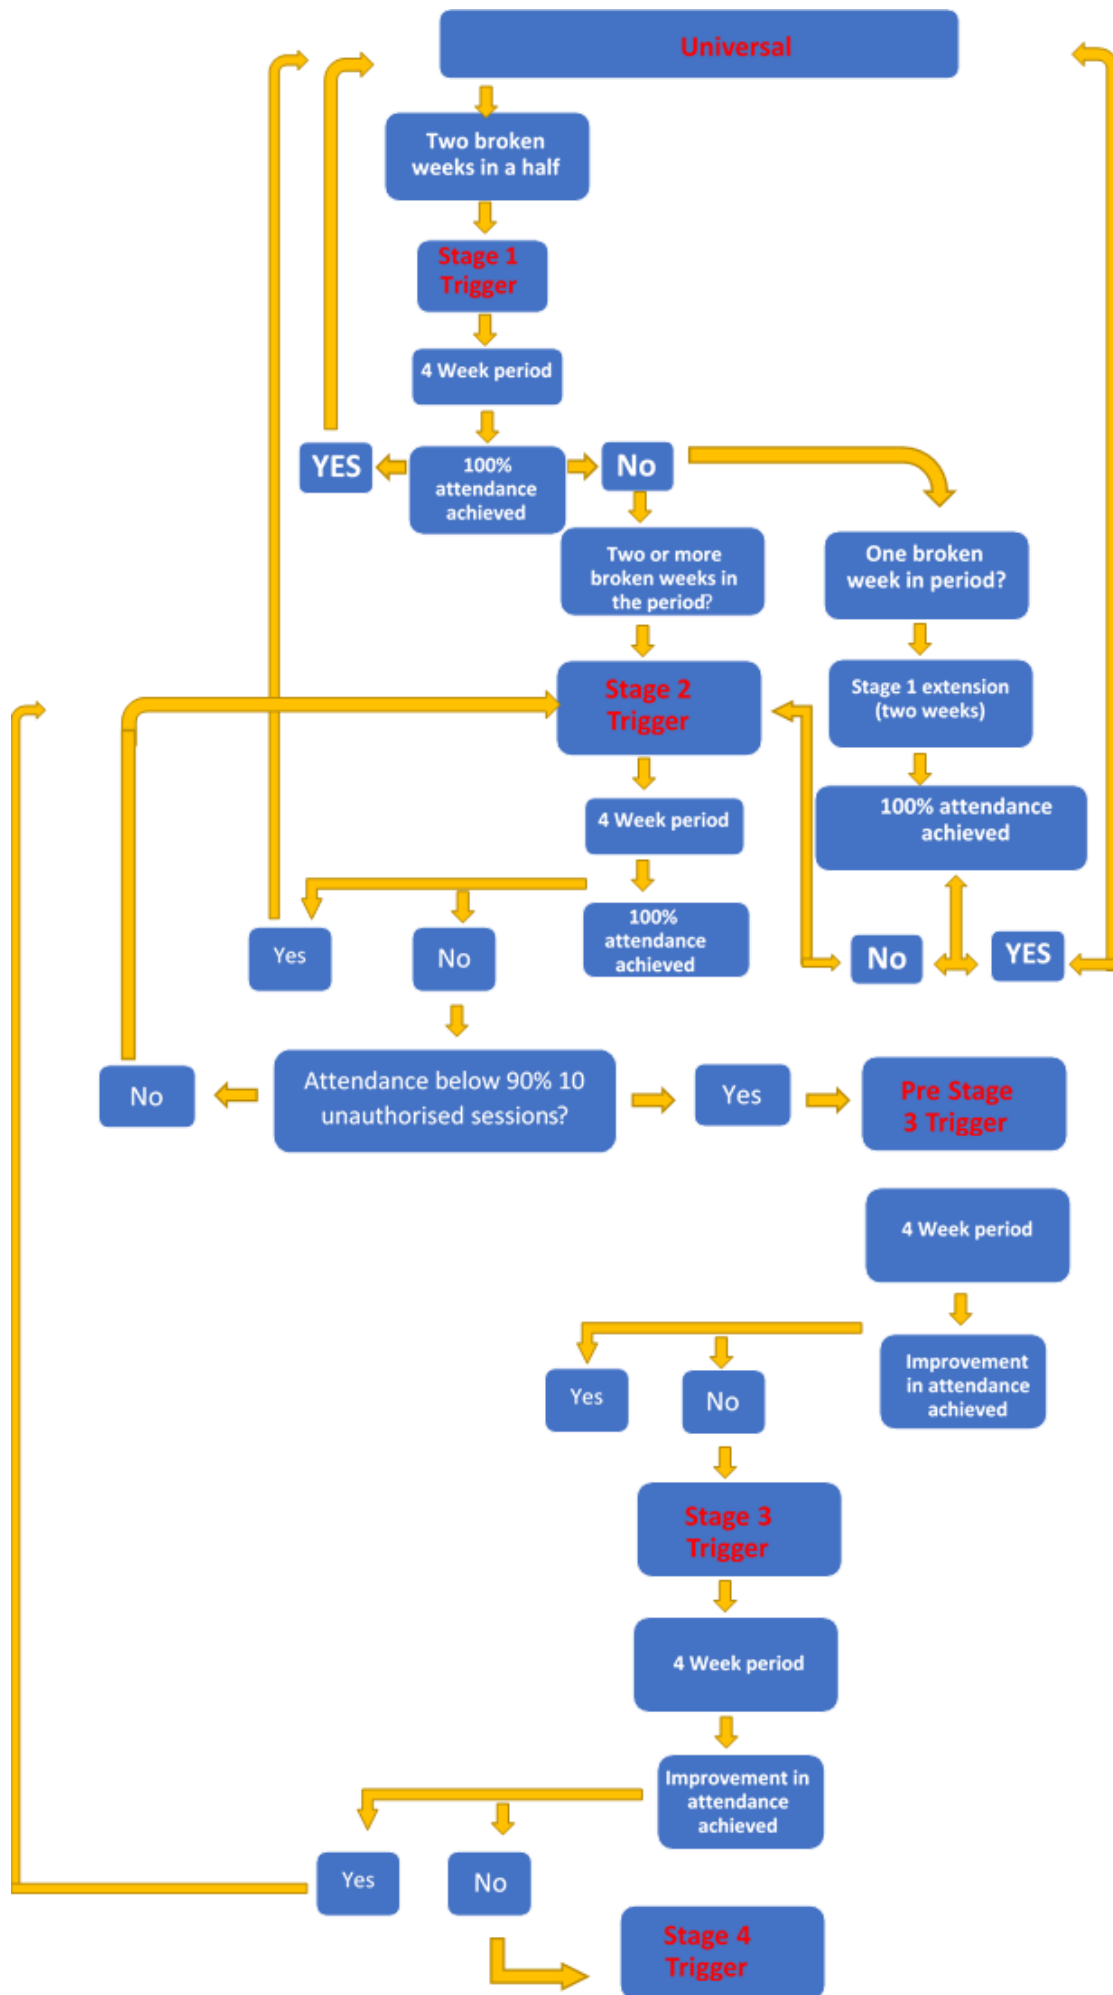 Universal
Two broken
weeks in a half
Stage 1
Trigger
4 Week period
YES
100%
attendance
achieved
No
Two or more
broken weeks in
the period?
One broken
week in period?
Stage 2
Trigger
Stage 1 extension
(two weeks)
4 Week period
100% attendance
achieved
Yes
No
100%
attendance
achieved
No
YES
No
Attendance below 90% 10
unauthorised sessions?
Yes
Pre Stage
3 Trigger
4 Week period
Improvement
in attendance
achieved
Yes
No
Stage 3
Trigger
4 Week period
Improvement in
attendance
achieved
Yes
No
Stage 4
Trigger